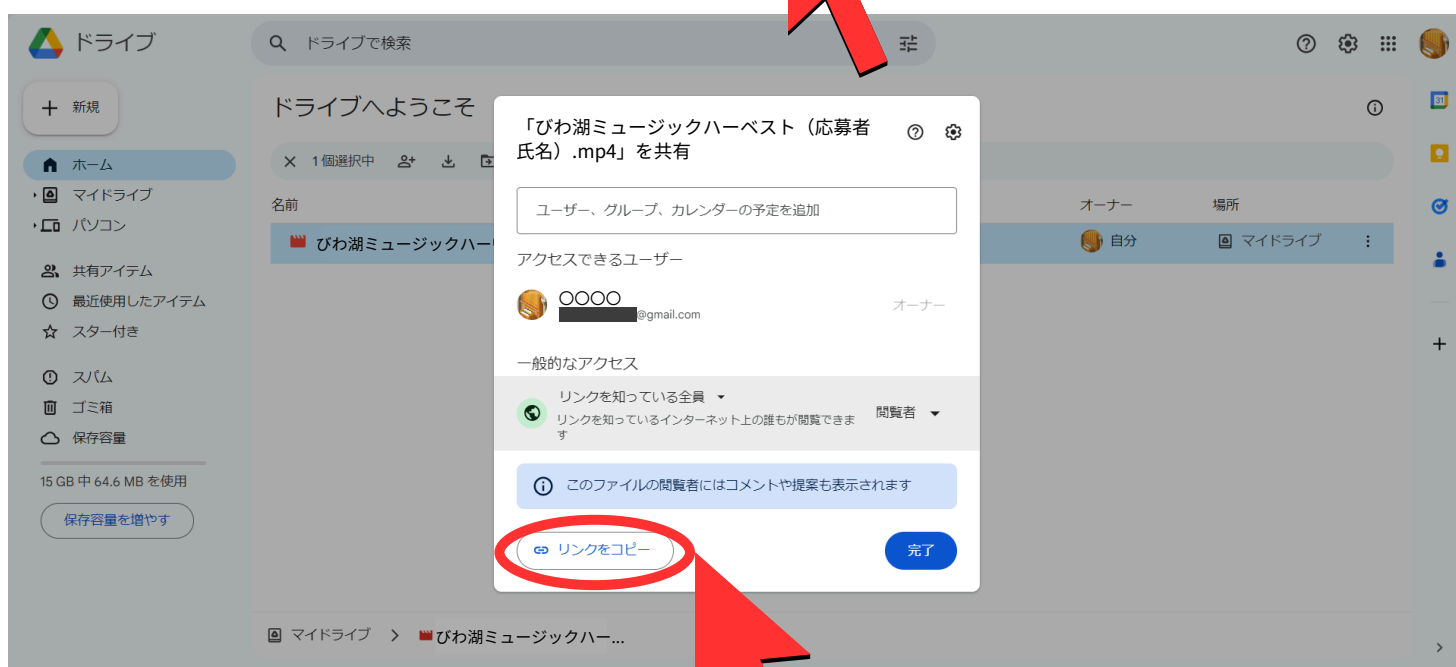 ドライブ
ドライブで検索
新規
ドライブへようこそ
ホーム
マイドライブ
パソコン
共有アイテム
最近使用したアイテム
スター付き
スパム
ゴミ箱
保存容量
15 GB 中 64.6 MB を使用
保存容量を増やす
1 個選択中
名前
オーナー
場所
びわ湖ミュージックハー
自分
マイドライブ
31
「びわ湖ミュージックハーベスト（応募者
氏名）.mp4」を共有
ユーザー、グループ、カレンダーの予定を追加
アクセスできるユーザー
〇〇〇〇
@gmail.com
オーナー
一般的なアクセス
リンクを知っている全員
リンクを知っているインターネット上の誰もが閲覧できま
す
閲覧者
このファイルの閲覧者にはコメントや提案も表示されます
リンクをコピー
完了
マイドライブ
びわ湖ミュージックハー...